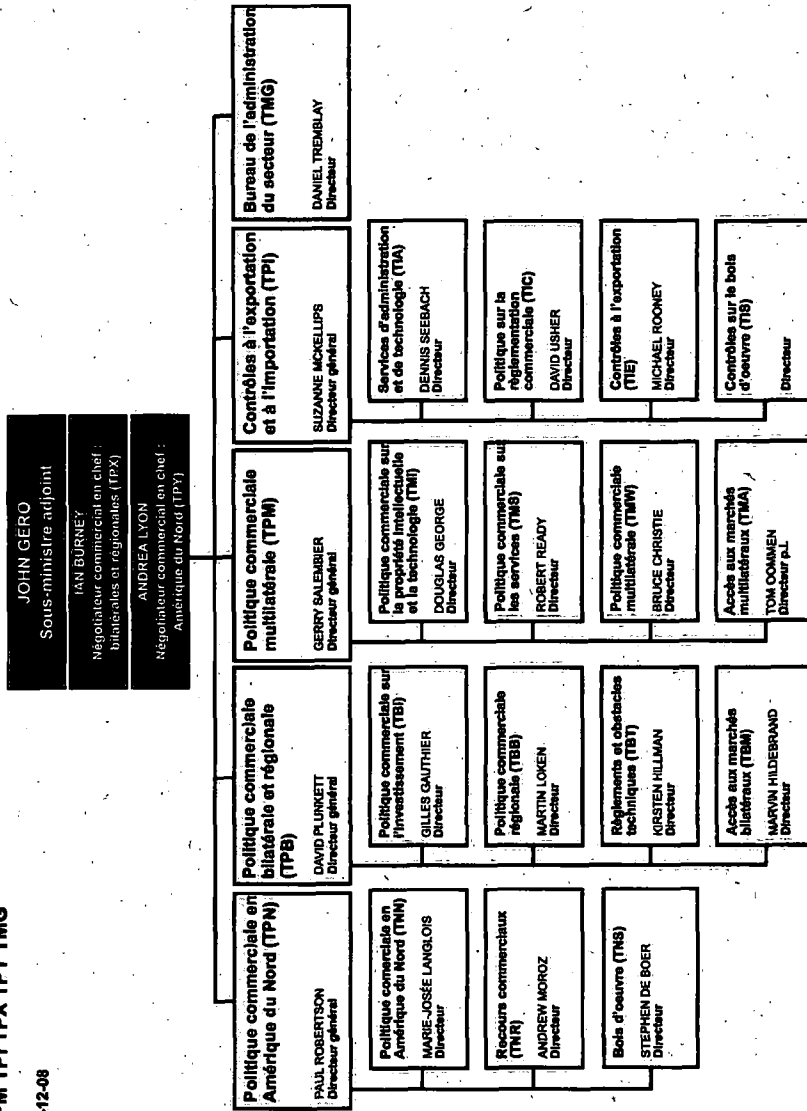 PM TPI TPX TPY TMG
-12-08
JOHN GERO
Sous-ministre adjoint
IAN BURNEY
Négotiateur commercial en chef :
bilatérales et régionales (TPX)
ANDREA LYON
Négotiateur commercial en chef :
Amérique du Nord (TPY)
Politique commerciale en
Amérique du Nord (TPN)
PAUL ROBERTSON
Directeur général
Politique comerciale en
Amérique du Nord (TNN)
MARIE-JOSÉE LANGLOIS
Directeur
Recours commerciaux
(TNR)
ANDREW MOROZ
Directeur
Bois d'oeuvre (TNS)
STEPHEN DE BOER
Directeur
Politique commerciale
bilatérale et régionale
(TPB)
DAVID PLUNKETT
Directeur général
Politique commerciale sur
l'investissement (TBI)
GILLES GAUTHIER
Directeur
Politique commerciale
régionale (TBB)
MARTIN LOKEN
Directeur
Règlements et obstacles
techniques (TBT)
KIRSTEN HILLMAN
Directeur
Accès aux marchés
bilatéraux (TBM)
MARVIN HILDEBRAND
Directeur
Politique commerciale
multilatérale (TPM)
GERRY SALEMBIER
Directeur général
Politique commerciale sur
la propriété intellectuelle
et la technologie (TMI)
DOUGLAS GEORGE
Directeur
Politique commerciale sur
les services (TMS)
ROBERT READY
Directeur
Politique commerciale
multilatérale (TMW)
BRUCE CHRISTIE
Directeur
Accès aux marchés
multilatéraux (TMA)
TOM OOMMEN
Directeur p.i.
Contrôles à l'exportation
et à l'importation (TPI)
SUZANNE MCKELLIPS
Directeur général
Services d'administration
et de technologie (TIA)
DENNIS SEEBACH
Directeur
Politique sur la
réglementation
commerciale (TIC)
DAVID USHER
Directeur
Contrôles à l'exportation
(TIE)
MICHAEL ROONEY
Directeur
Contrôles sur le bois
d'oeuvre (TIS)
Directeur
Bureau de l'administration
du secteur (TMG)
DANIEL TREMBLAY
Directeur